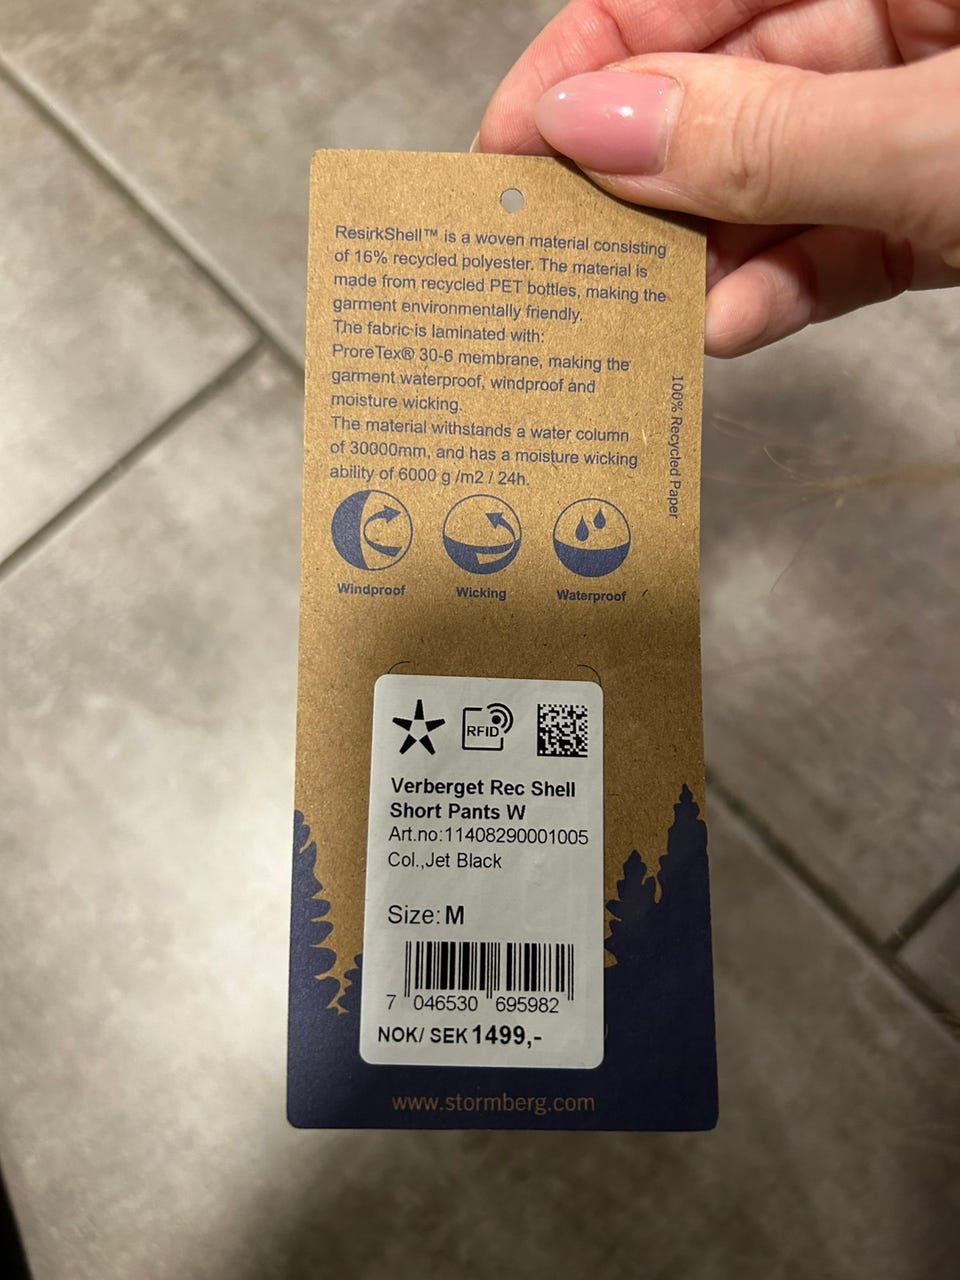 ResirkShell™ is a woven material consisting
of 16% recycled polyester. The material is
made from recycled PET bottles, making the
garment environmentally friendly.
The fabric is laminated with:
ProreTex® 30-6 membrane, making the
garment waterproof, windproof and
moisture wicking.
The material withstands a water column
of 30000mm, and has a moisture wicking
ability of 6000 g /m2 / 24h.
100% Recycled Paper
Windproof
Wicking
Waterproof
RFID
Verberget Rec Shell
Short Pants W
Art.no:11408290001005
Col.,Jet Black
Size: M
7 046530 695982
NOK/ SEK 1499,-
www.stormberg.com